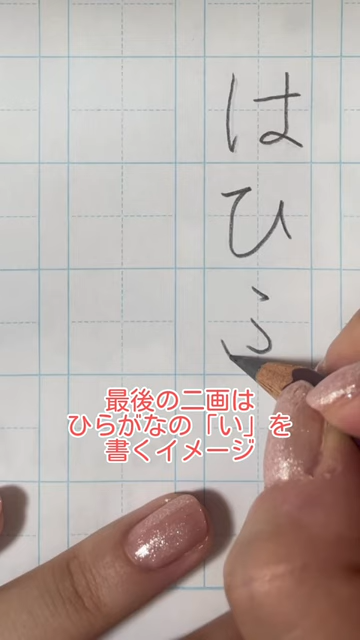 はひふ
最後の二画は
ひらがなの「い」を
書くイメージ